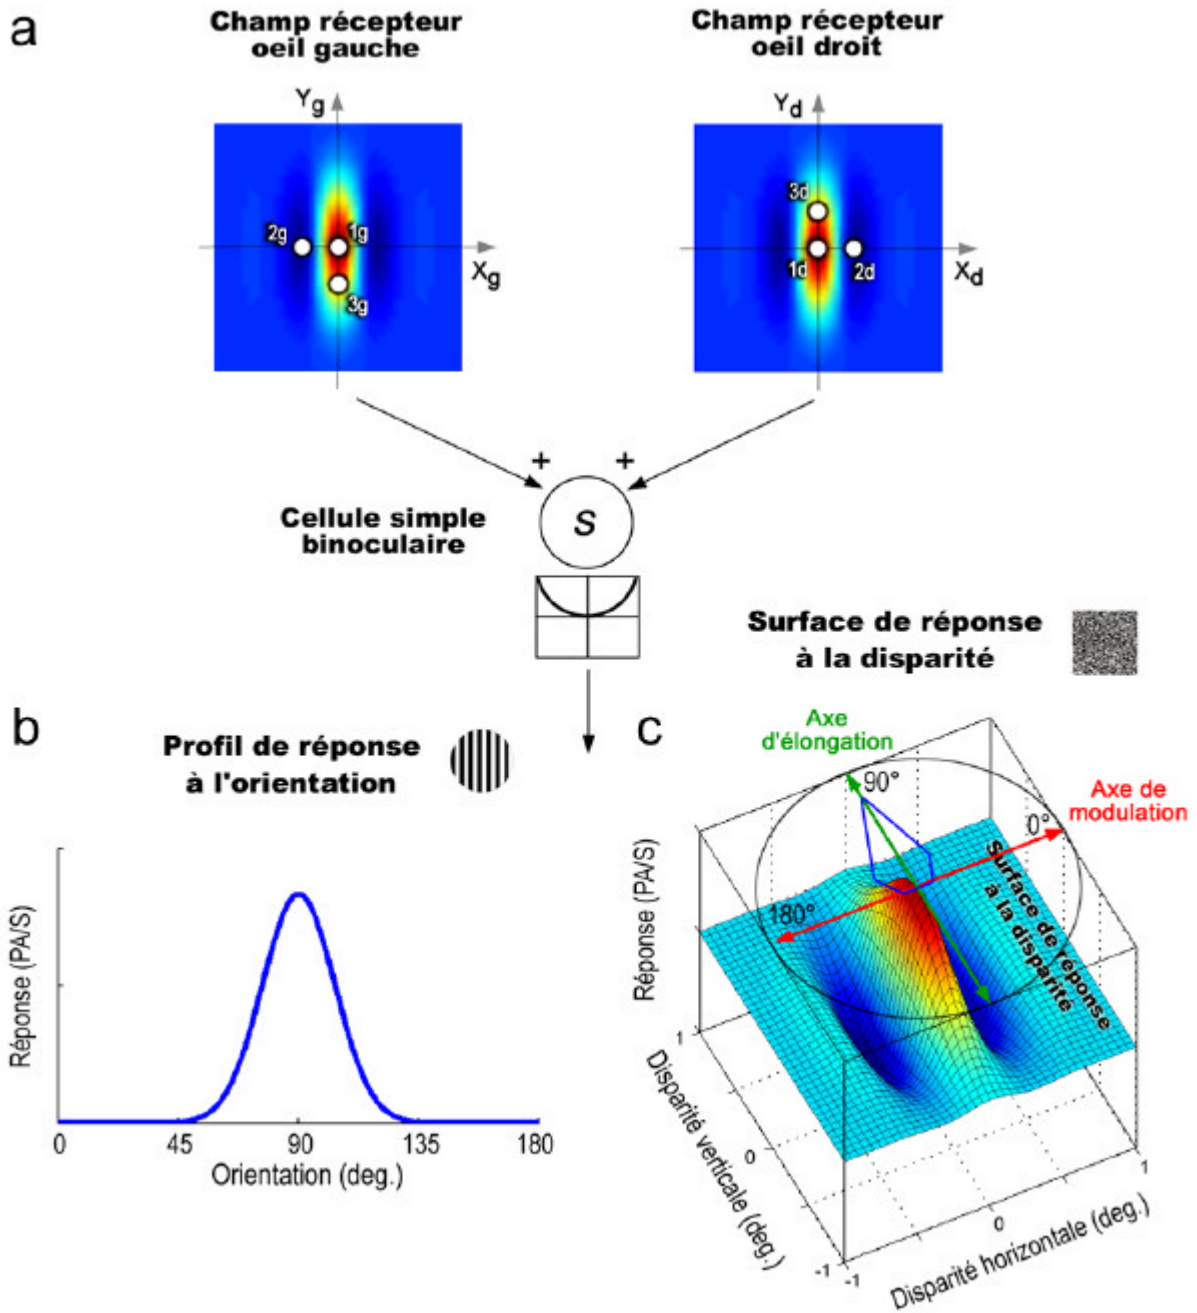 a
Champ récepteur
oeil gauche
Champ récepteur
oeil droit
Yg
Yd
2g
1g
3g
Xg
3d
1d
2d
Xd
+ +
Cellule simple
binoculaire
S
Surface de réponse
à la disparité
b
Profil de réponse
à l'orientation
Réponse (PA/S)
0 45 90 135 180
Orientation (deg.)
c
Axe
d'élongation
90°
Axe de
modulation
0°
180°
Surface de réponse
à la disparité
Réponse (PA/S)
1
0
-1
Disparité verticale (deg.)
-1
0
1
Disparité horizontale (deg.)